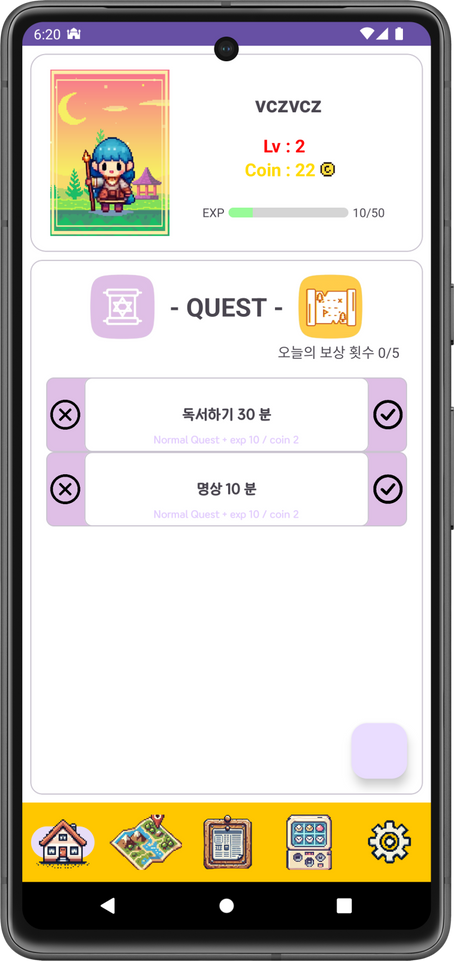 6:20
vczvcz
Lv : 2
Coin : 22
EXP 10/50
- QUEST -
오늘의 보상 횟수 0/5
독서하기 30 분
Normal Quest + exp 10 / coin 2
명상 10 분
Normal Quest + exp 10 / coin 2